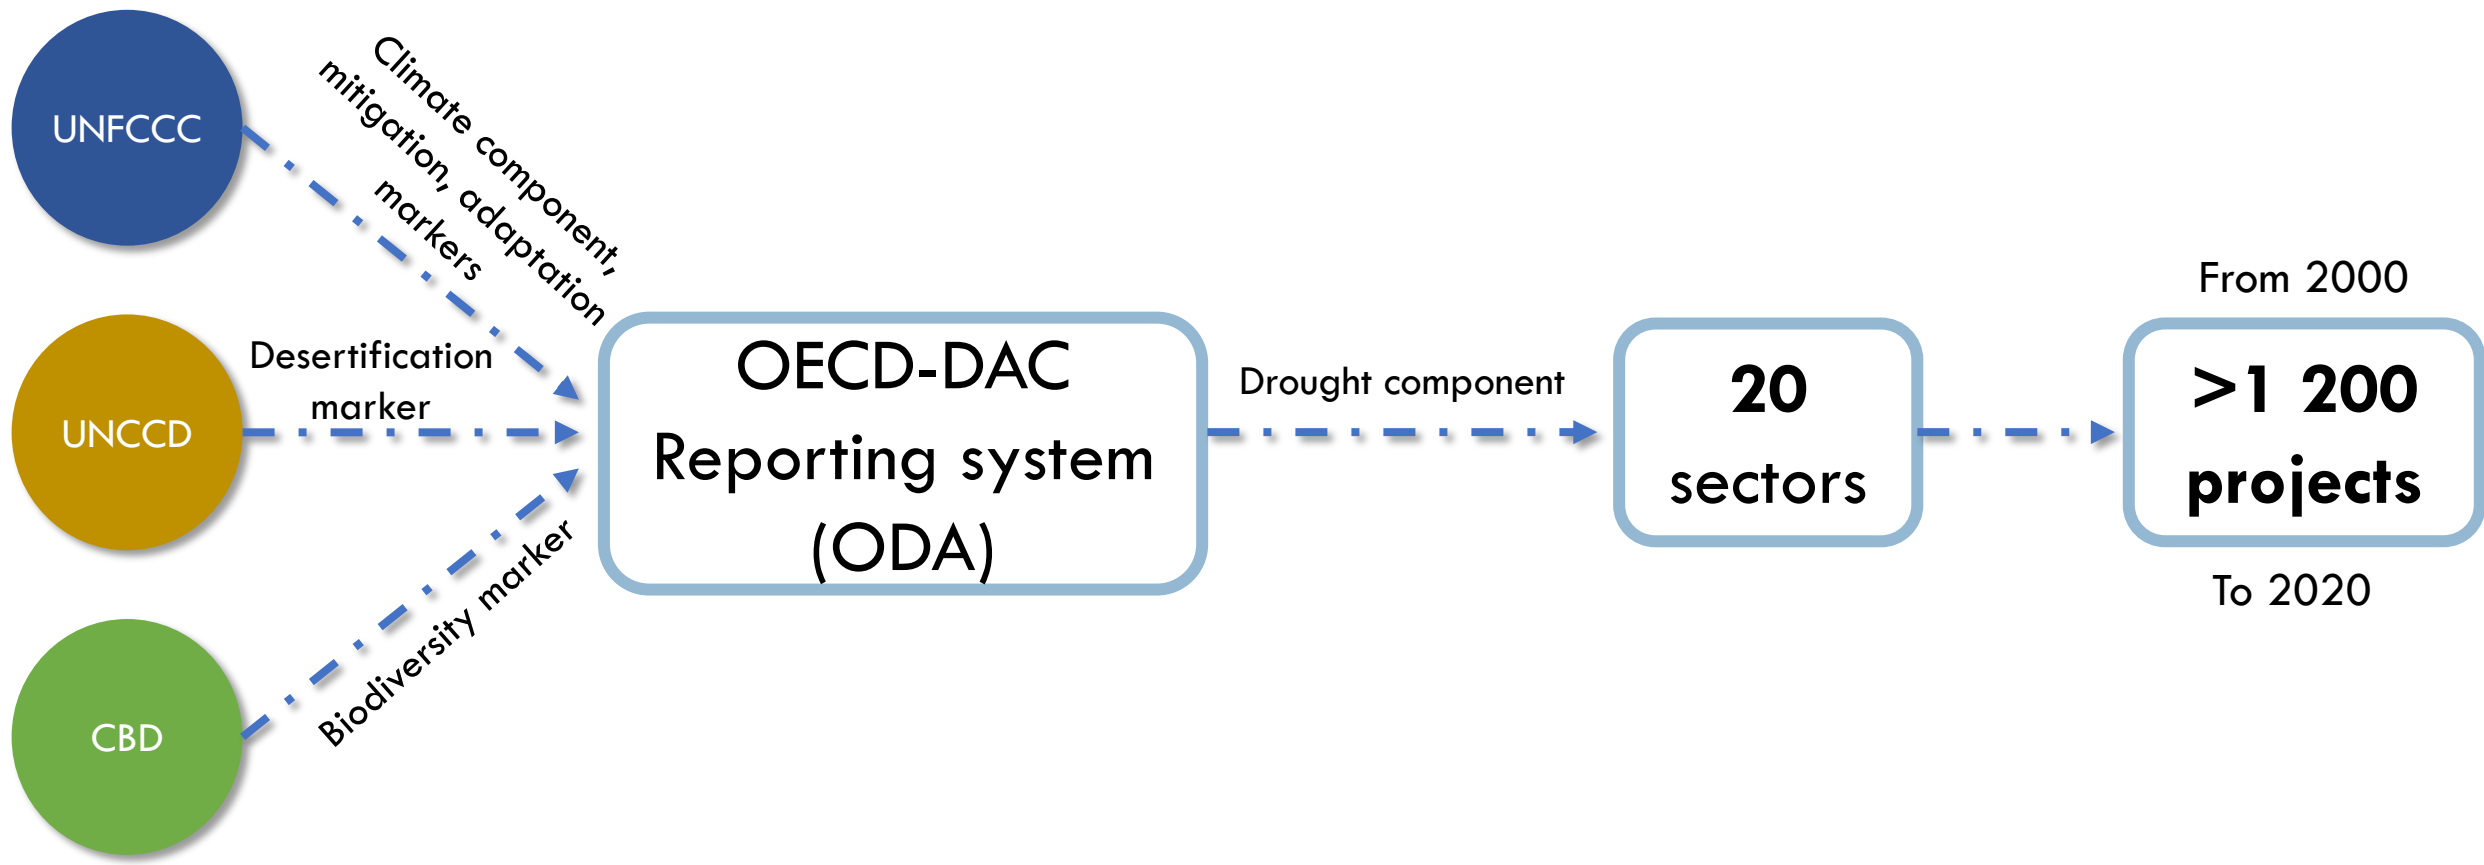 UNFCCC
Climate component,
mitigation, adaptation
markers
UNCCD
Desertification
marker
CBD
Biodiversity marker
OECD-DAC
Reporting system
(ODA)
Drought component
20
sectors
From 2000
>1 200
projects
To 2020